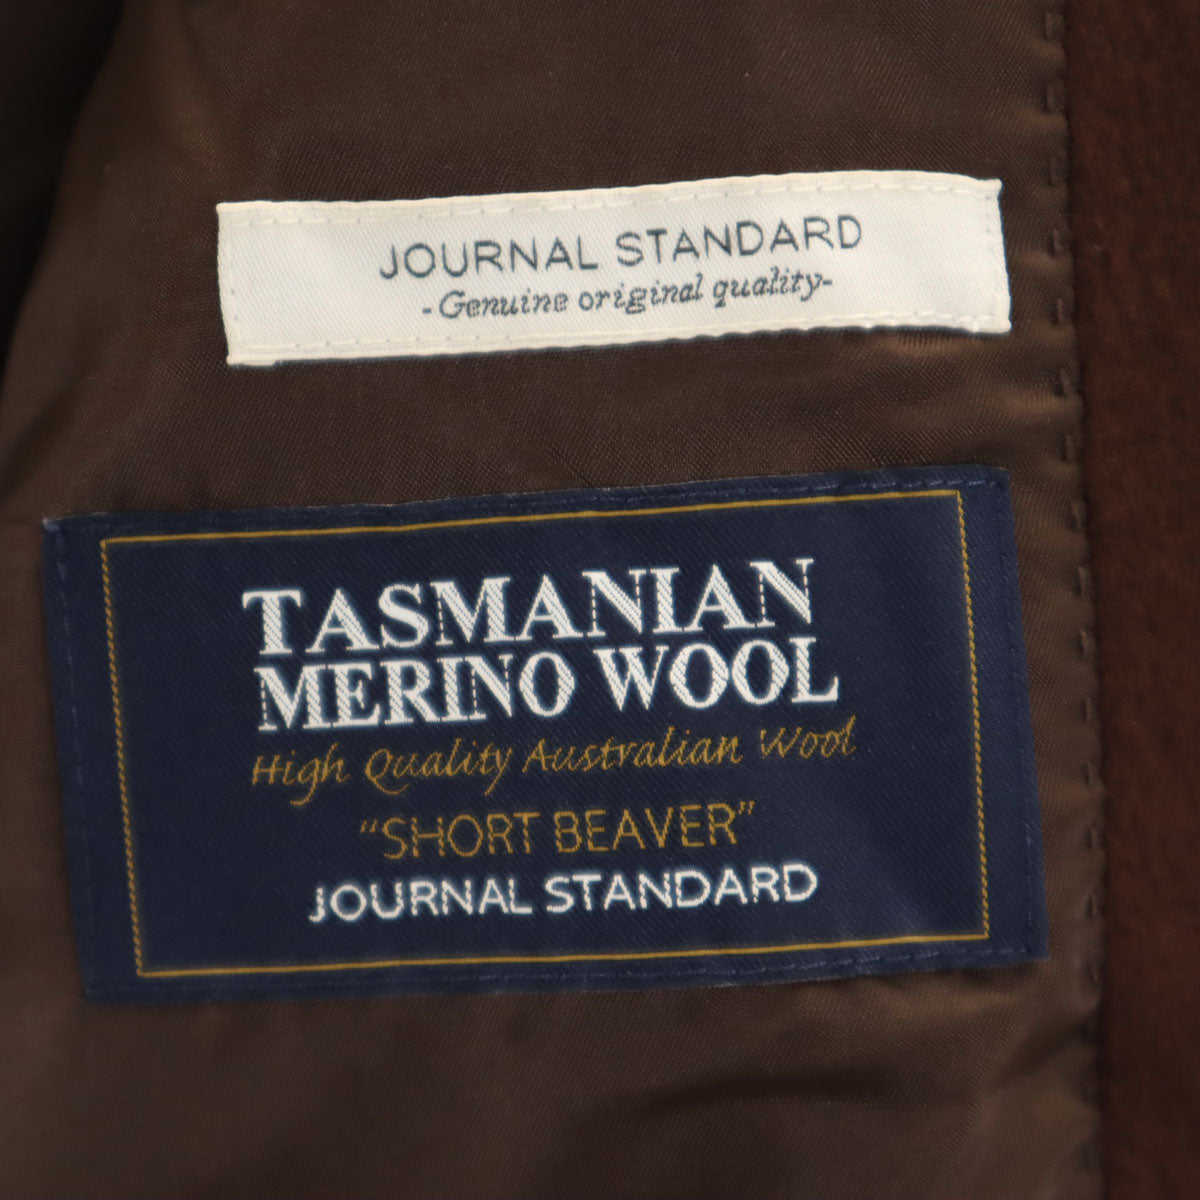 JOURNAL STANDARD
-Genuine original quality-
TASMANIAN
MERINO WOOL
High Quality Australian Wool
“SHORT BEAVER”
JOURNAL STANDARD